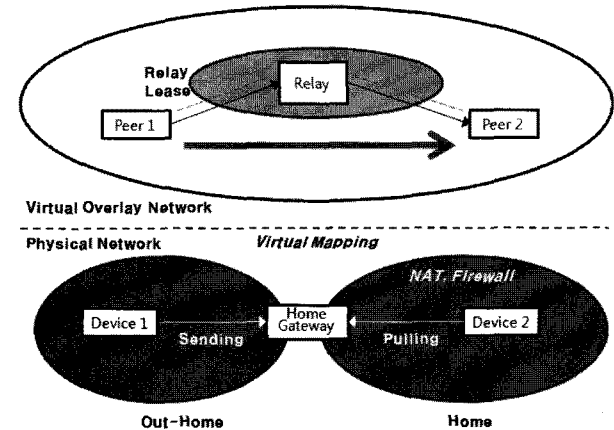 Relay
Lease
Relay
Peer 1
Peer 2
Virtual Overlay Network
Physical Network
Virtual Mapping
NAT, Firewall
Device 1
Home
Gateway
Device 2
Sending
Pulling
Out-Home
Home